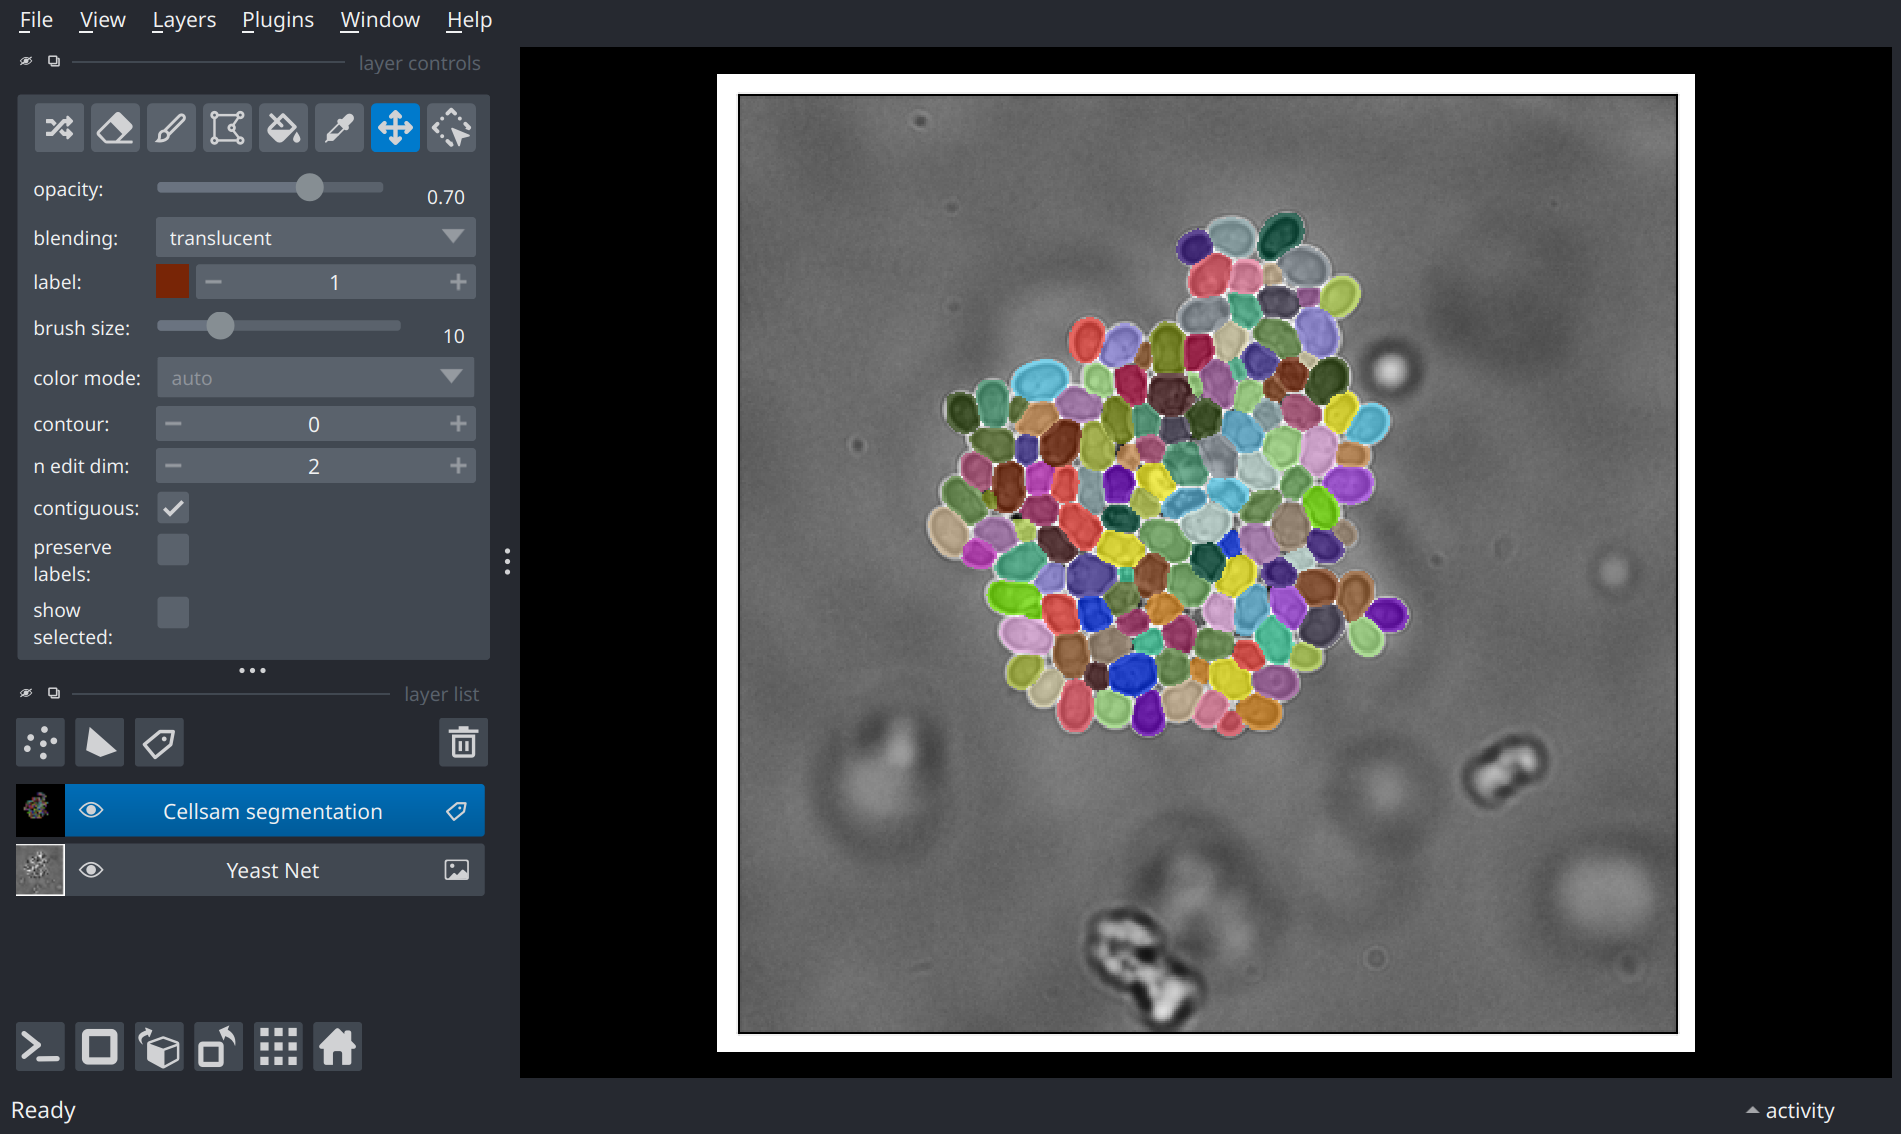 File View Layers Plugins Window Help
layer controls
opacity: 0.70
blending: translucent
label: 1
brush size: 10
color mode: auto
contour: 0
n edit dim: 2
contiguous:
preserve
labels:
show
selected:
layer list
Cellsam segmentation
Yeast Net
Ready
activity